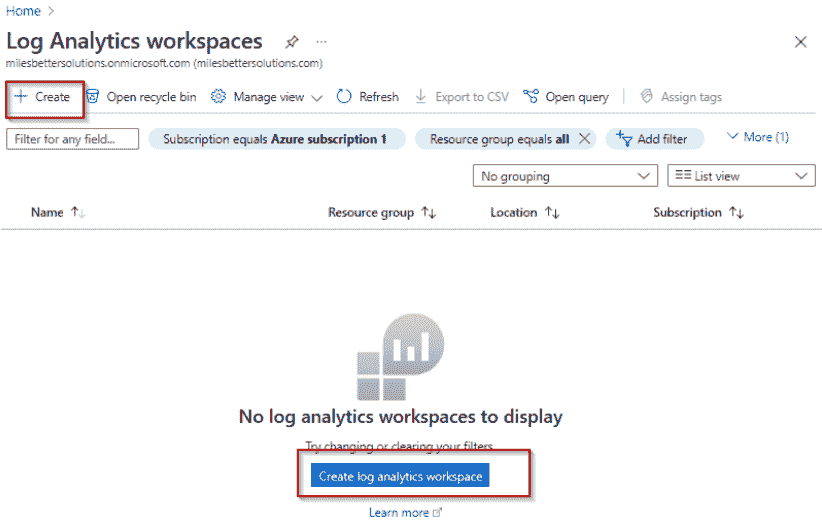 Home >
Log Analytics workspaces ...
milesbettersolutions.onmicrosoft.com (milesbettersolutions.com)
+ Create Open recycle bin Manage view Refresh Export to CSV Open query Assign tags
Filter for any field... Subscription equals Azure subscription 1 Resource group equals all Add filter More (1)
No grouping List view
Name Resource group Location Subscription
No log analytics workspaces to display
Try changing or clearing your filters.
Create log analytics workspace
Learn more